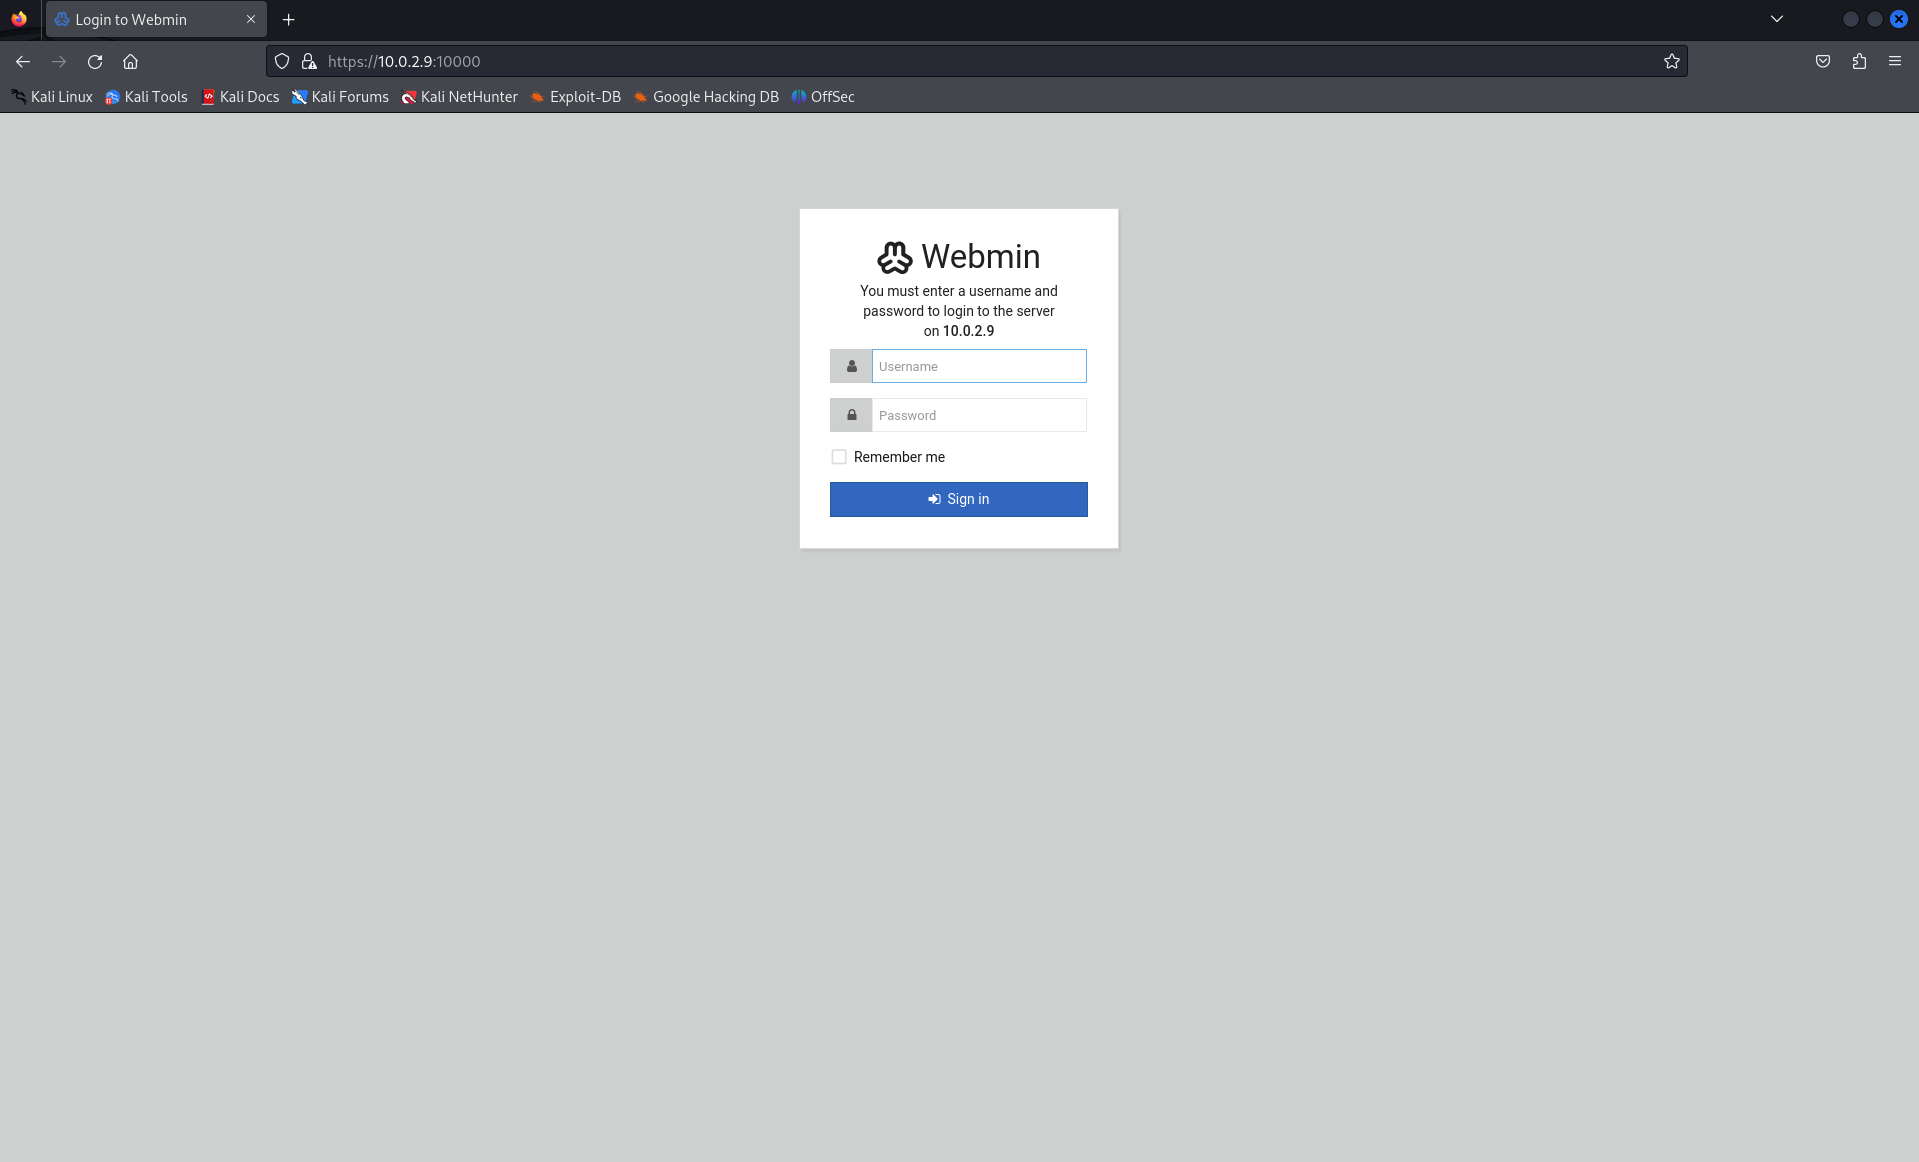 Login to Webmin
https://10.0.2.9:10000
Kali Linux Kali Tools Kali Docs Kali Forums Kali NetHunter Exploit-DB Google Hacking DB OffSec
Webmin
You must enter a username and
password to login to the server
on 10.0.2.9
Username
Password
Remember me
Sign in